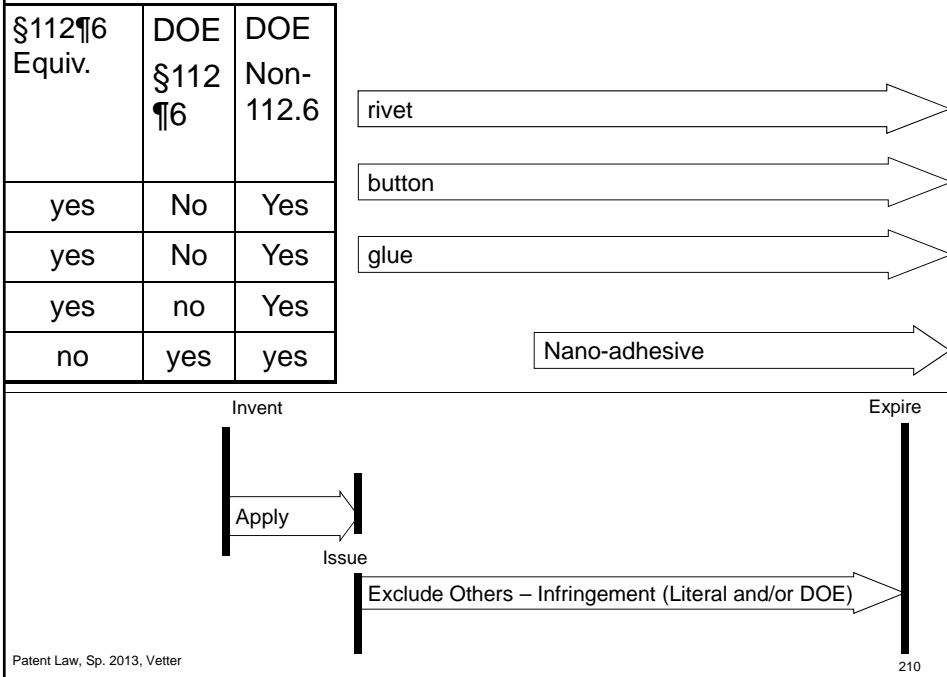 §112¶6
Equiv.
DOE
§112
¶6
DOE
Non-
112.6
yes No Yes
yes No Yes
yes no Yes
no yes yes
rivet
button
glue
Nano-adhesive
Invent
Expire
Apply
Issue
Exclude Others – Infringement (Literal and/or DOE)
Patent Law, Sp. 2013, Vetter
210